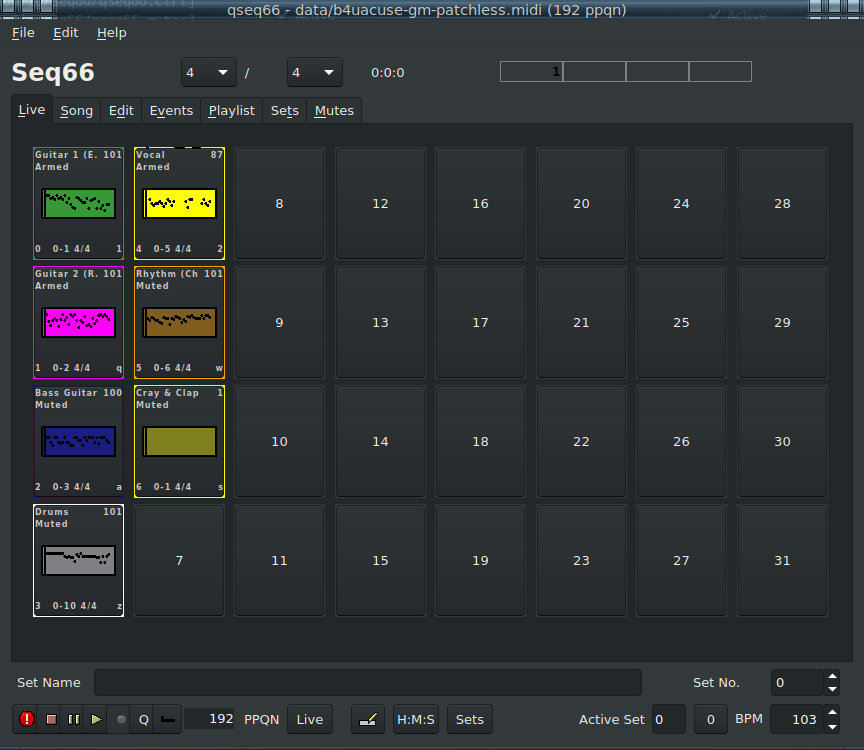 qseq66 - data/b4uacuse-gm-patchless.midi (192 ppqn)
File Edit Help
Seq66 4 / 4 0:0:0 1
Live Song Edit Events Playlist Sets Mutes
Guitar 1 (E. 101 Vocal 87
Armed Armed
8 12 16 20 24 28
0 0-1 4/4 1 4 0-5 4/4 2
Guitar 2 (R. 101 Rhythm (Ch 101
Armed Muted
9 13 17 21 25 29
1 0-2 4/4 q 5 0-6 4/4 w
Bass Guitar 100 Cray & Clap 1
Muted Muted
10 14 18 22 26 30
2 0-3 4/4 a 6 0-1 4/4 s
Drums 101
Muted
7 11 15 19 23 27 31
3 0-10 4/4 z
Set Name Set No. 0
Q 192 PPQN Live H:M:S Sets Active Set 0 0 BPM 103